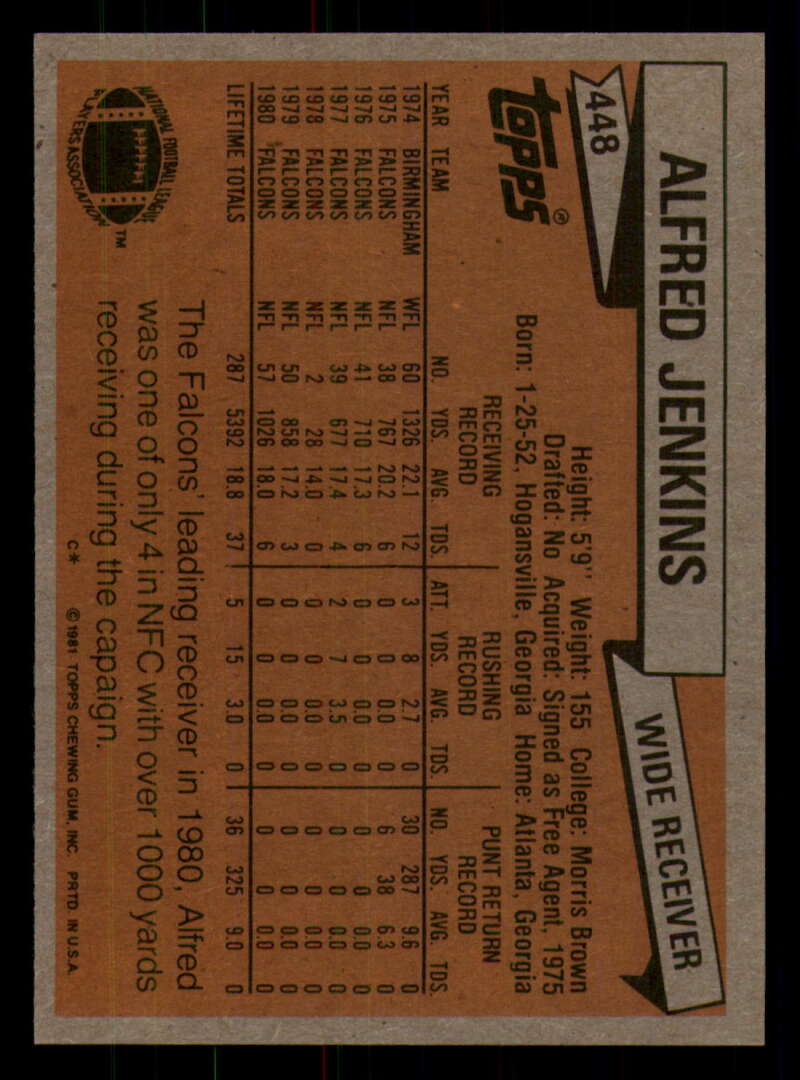 448
ALFRED JENKINS
WIDE RECEIVER
topps®
Height: 5'9" Weight: 155 College: Morris Brown
Drafted: No Acquired: Signed as Free Agent, 1975
Born: 1-25-52, Hogansville, Georgia Home: Atlanta, Georgia
RECEIVING RECORD RUSHING RECORD PUNT RETURN RECORD
YEAR TEAM NO. YDS. AVG. TDS. ATT. YDS. AVG. TDS. NO. YDS. AVG. TDS.
1974 BIRMINGHAM WFL 60 1326 22.1 12 3 8 2.7 0 30 287 9.6 0
1975 FALCONS NFL 38 767 20.2 6 0 0 0.0 0 6 38 6.3 0
1976 FALCONS NFL 41 710 17.3 6 0 0 0.0 0 0 0 0.0 0
1977 FALCONS NFL 39 677 17.4 4 2 7 3.5 0 0 0 0.0 0
1978 FALCONS NFL 2 28 14.0 0 0 0 0.0 0 0 0 0.0 0
1979 FALCONS NFL 50 858 17.2 3 0 0 0.0 0 0 0 0.0 0
1980 FALCONS NFL 57 1026 18.0 6 0 0 0.0 0 0 0 0.0 0
LIFETIME TOTALS 287 5392 18.8 37 5 15 3.0 0 36 325 9.0 0
NATIONAL FOOTBALL LEAGUE
PLAYERS ASSOCIATION
TM
The Falcons' leading receiver in 1980, Alfred
was one of only 4 in NFC with over 1000 yards
receiving during the capaign.
C* ©1981 TOPPS CHEWING GUM, INC. PRTD. IN U.S.A.